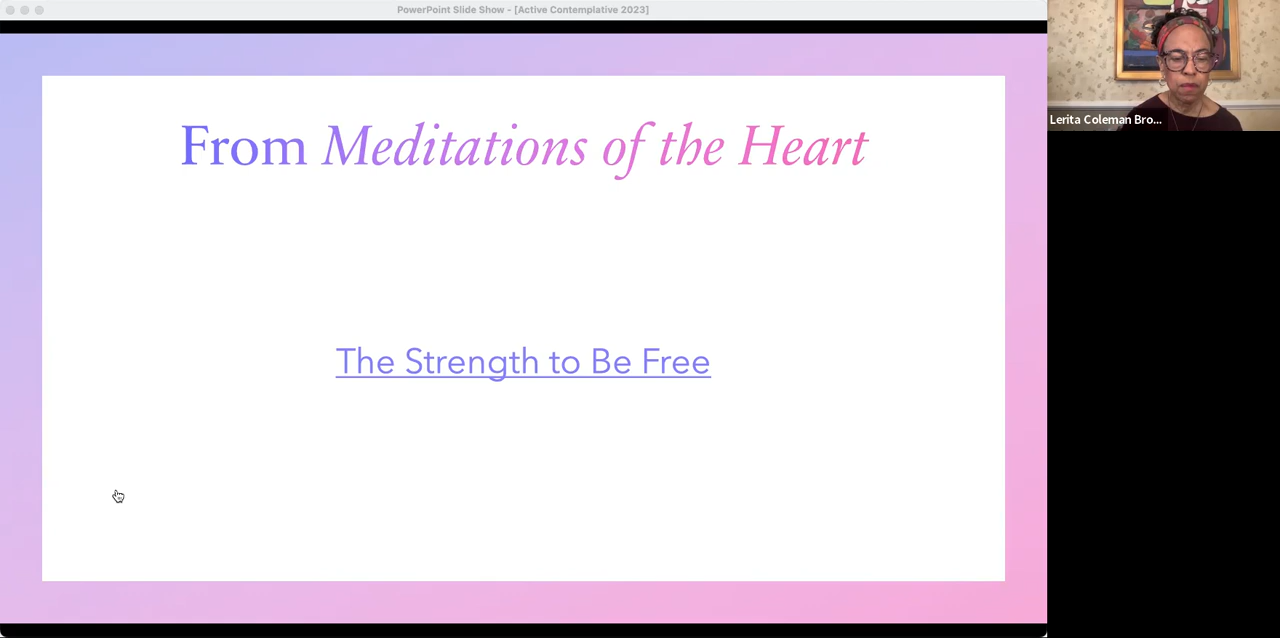 PowerPoint Slide Show - [Active Contemplative 2023]
From Meditations of the Heart
The Strength to Be Free
Lerita Coleman Bro...